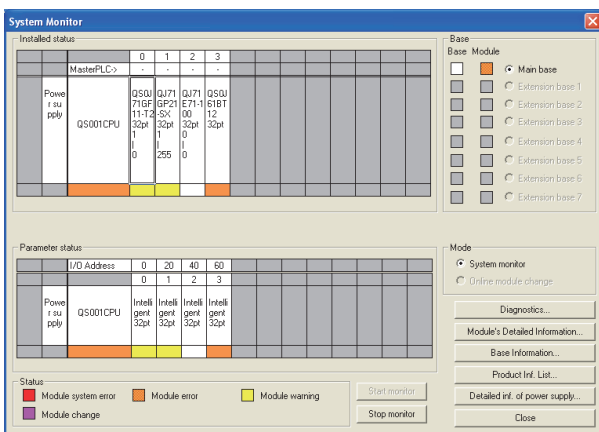 System Monitor
Installed status
0 1 2 3
MasterPLC-> - - - -
Powe
r su
pply
QS001CPU
QS0J
71GF
11-T2
32pt
1
|
0
QJ71
GP21
-SX
32pt
1
|
255
QJ71
E71-1
00
32pt
0
|
0
QS0J
61BT
12
32pt
Base
Base Module
Main base
Extension base 1
Extension base 2
Extension base 3
Extension base 4
Extension base 5
Extension base 6
Extension base 7
Parameter status
I/O Address 0 20 40 60
0 1 2 3
Powe
r su
pply
QS001CPU
Intelli
gent
32pt
Intelli
gent
32pt
Intelli
gent
32pt
Intelli
gent
32pt
Mode
System monitor
Online module change
Diagnostics...
Module's Detailed Information...
Base Information...
Product Inf. List...
Detailed inf. of power supply...
Close
Status
Module system error
Module error
Module warning
Module change
Start monitor
Stop monitor